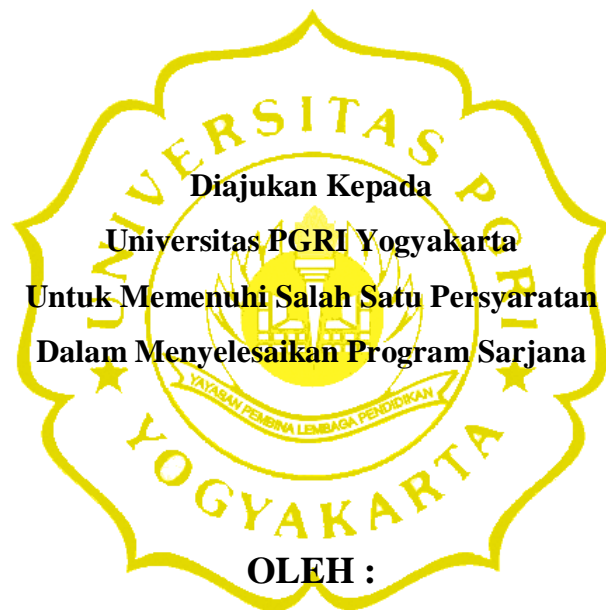 UNIVERSITAS PGRI
Diajukan Kepada
Universitas PGRI Yogyakarta
Untuk Memenuhi Salah Satu Persyaratan
Dalam Menyelesaikan Program Sarjana
YAYASAN PEMBINA LEMBAGA PENDIDIKAN
YOGYAKARTA
OLEH :